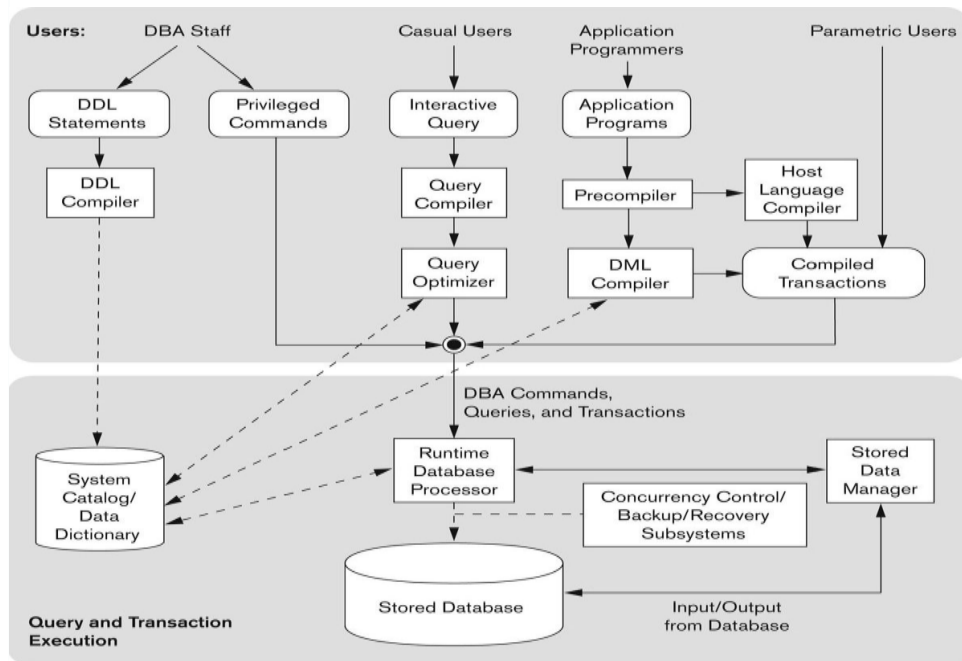 Users:
DBA Staff
Casual Users
Application
Programmers
Parametric Users
DDL
Statements
Privileged
Commands
Interactive
Query
Application
Programs
DDL
Compiler
Query
Compiler
Precompiler
Host
Language
Compiler
Query
Optimizer
DML
Compiler
Compiled
Transactions
DBA Commands,
Queries, and Transactions
System
Catalog/
Data
Dictionary
Runtime
Database
Processor
Stored
Data
Manager
Concurrency Control/
Backup/Recovery
Subsystems
Stored Database
Input/Output
from Database
Query and Transaction
Execution